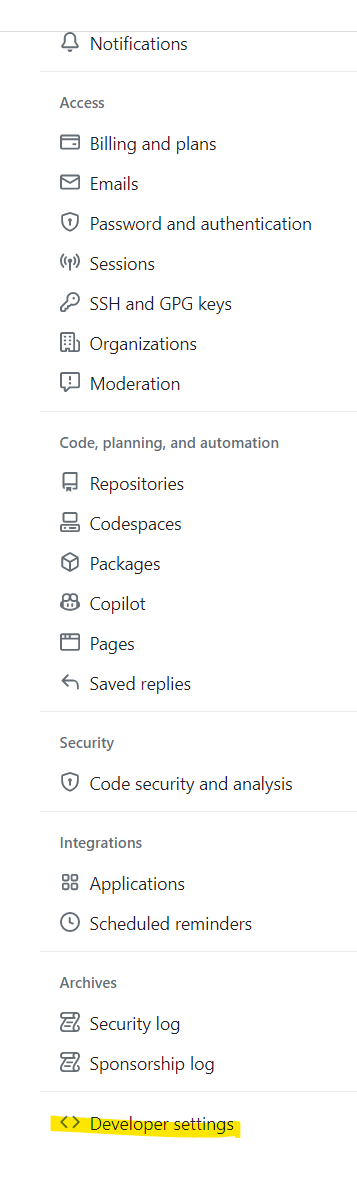 Notifications
Access
Billing and plans
Emails
Password and authentication
Sessions
SSH and GPG keys
Organizations
Moderation
Code, planning, and automation
Repositories
Codespaces
Packages
Copilot
Pages
Saved replies
Security
Code security and analysis
Integrations
Applications
Scheduled reminders
Archives
Security log
Sponsorship log
Developer settings